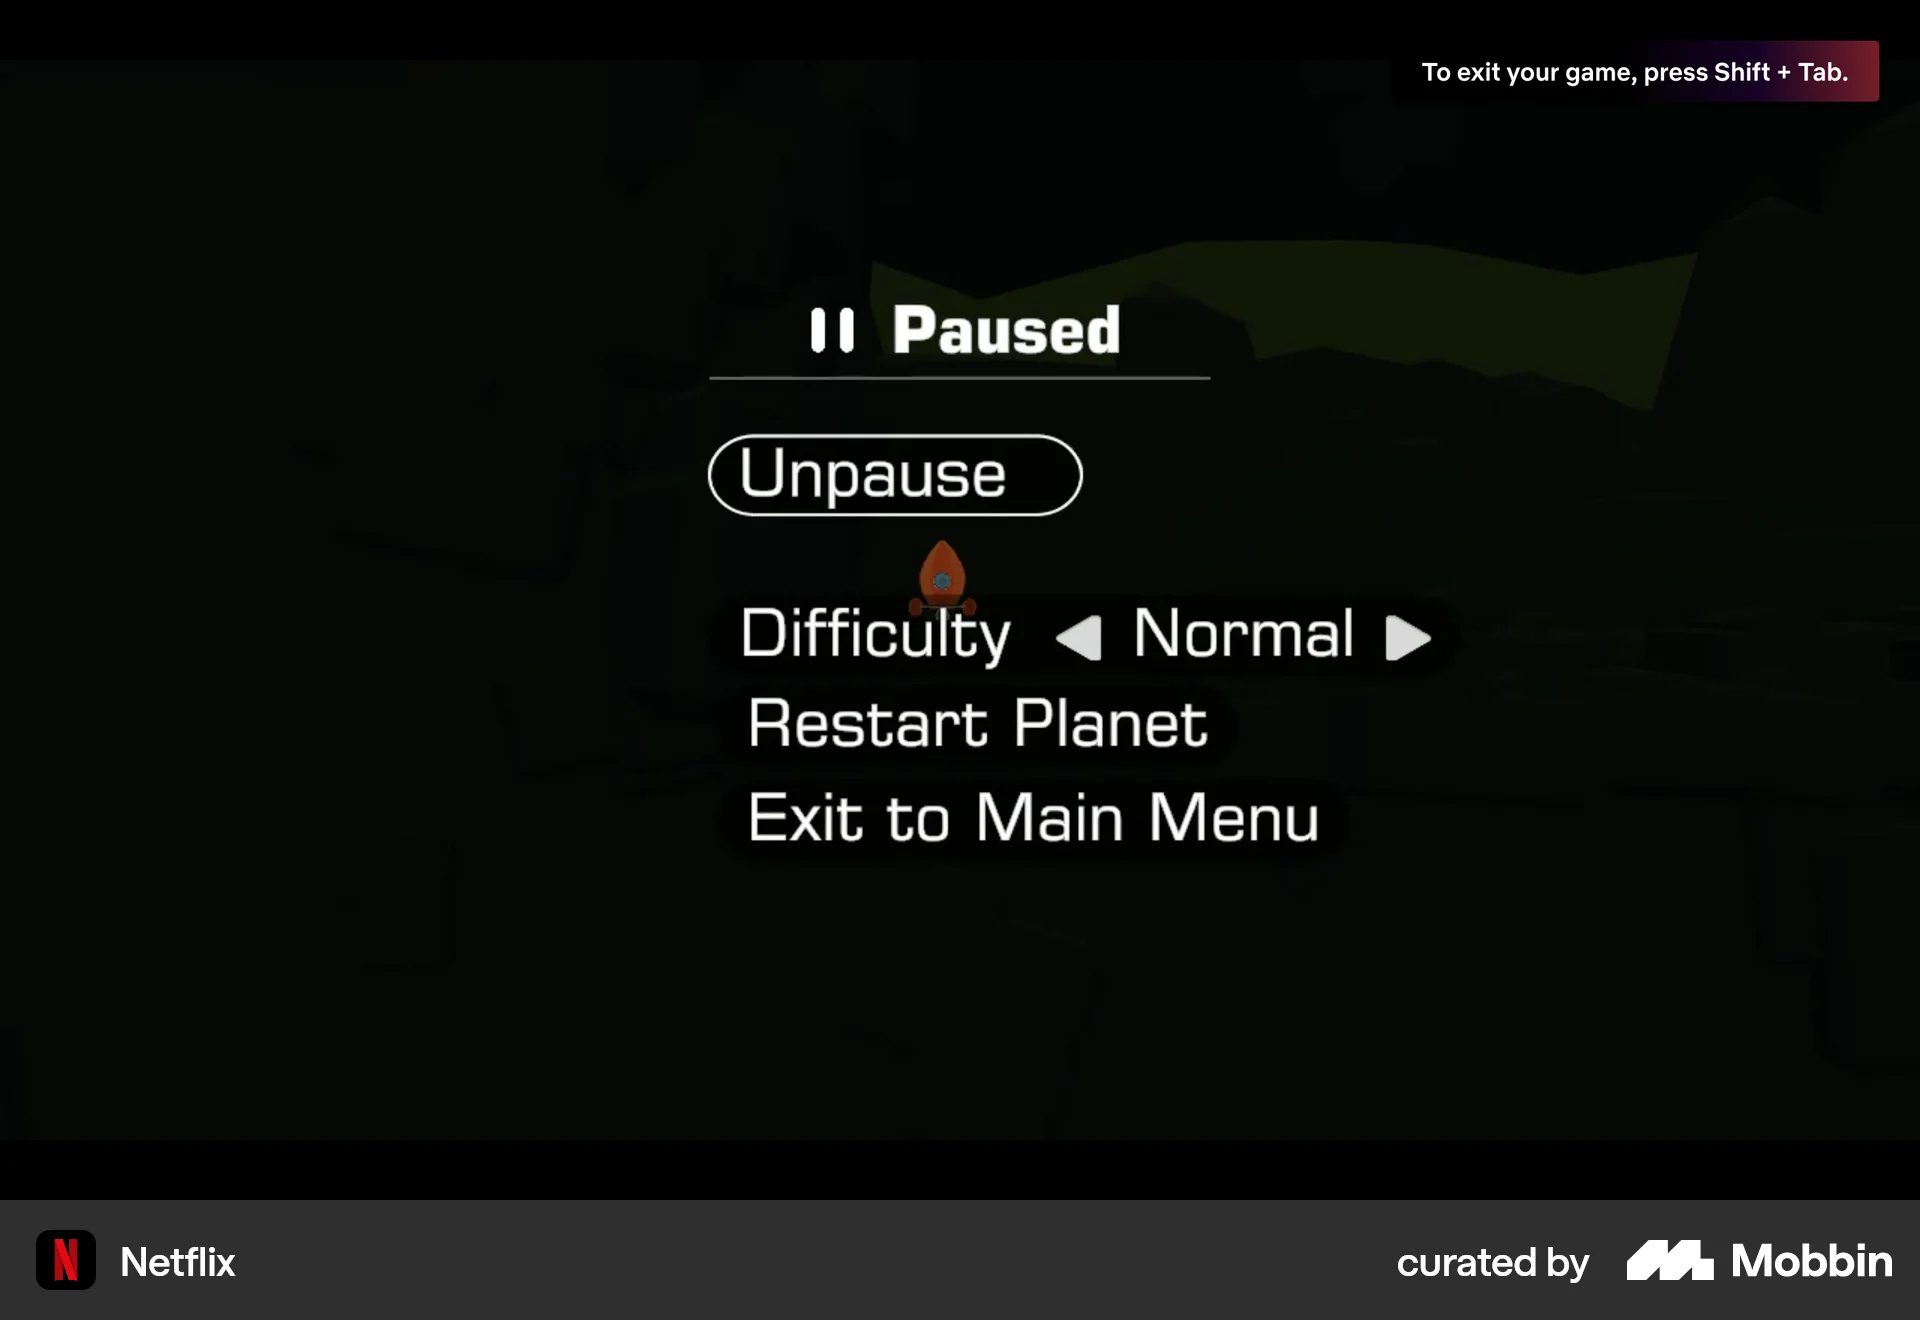 To exit your game, press Shift + Tab.
Paused
Unpause
Difficulty Normal
Restart Planet
Exit to Main Menu
Netflix
curated by Mobbin